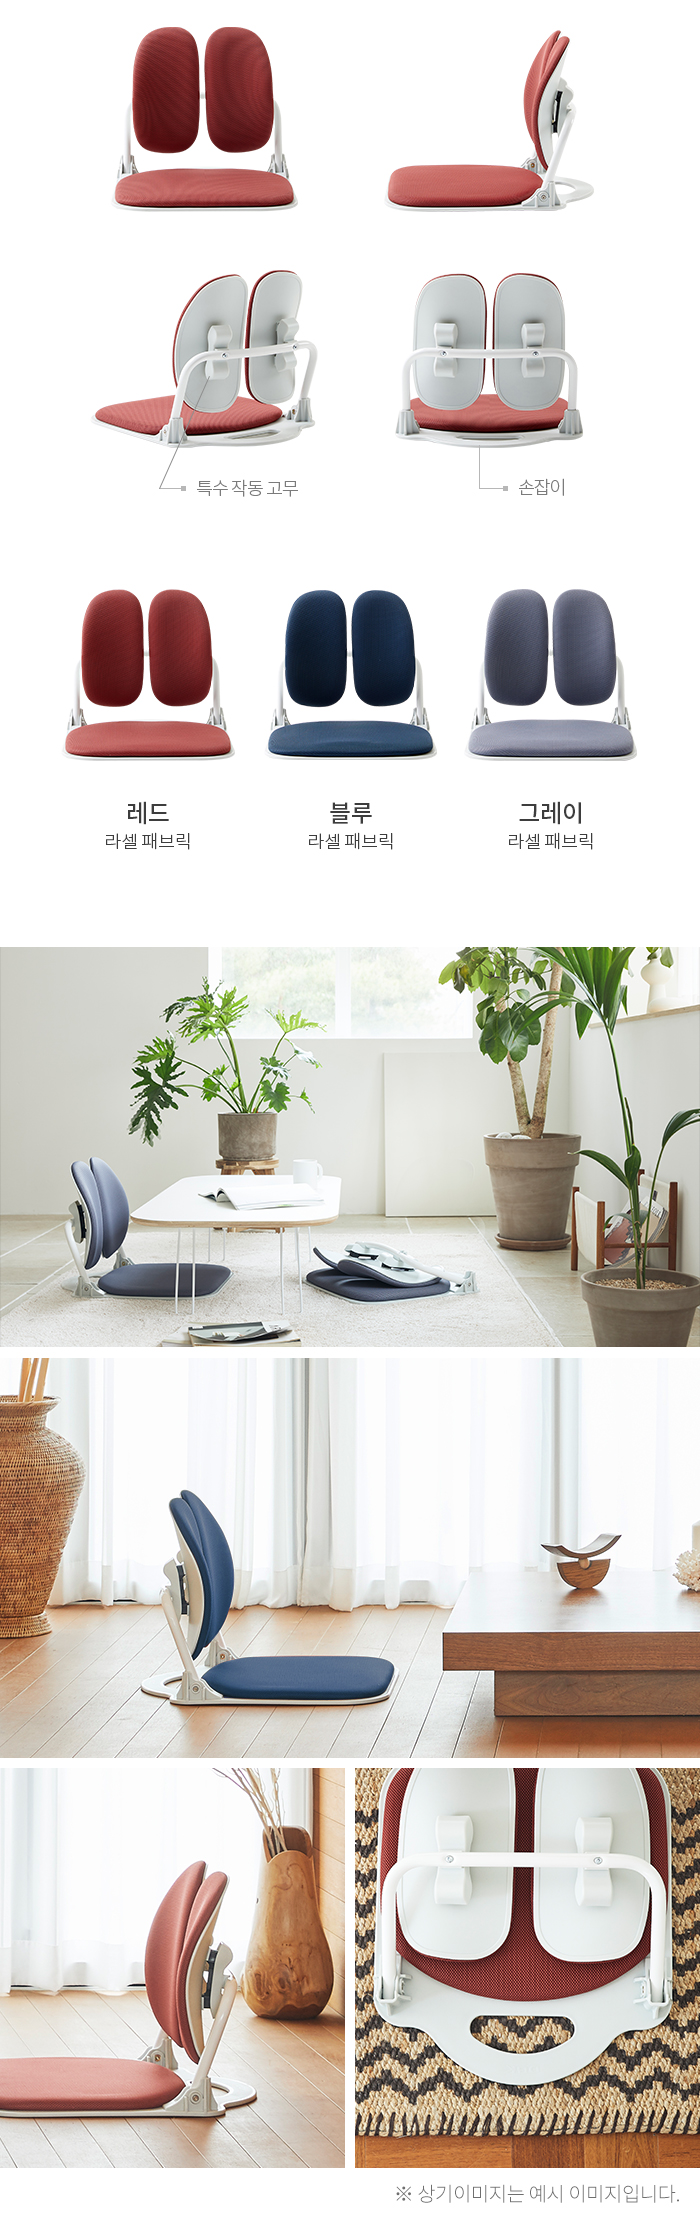 특수 작동 고무
손잡이
레드
라셀 패브릭
블루
라셀 패브릭
그레이
라셀 패브릭
※ 상기이미지는 예시 이미지입니다.